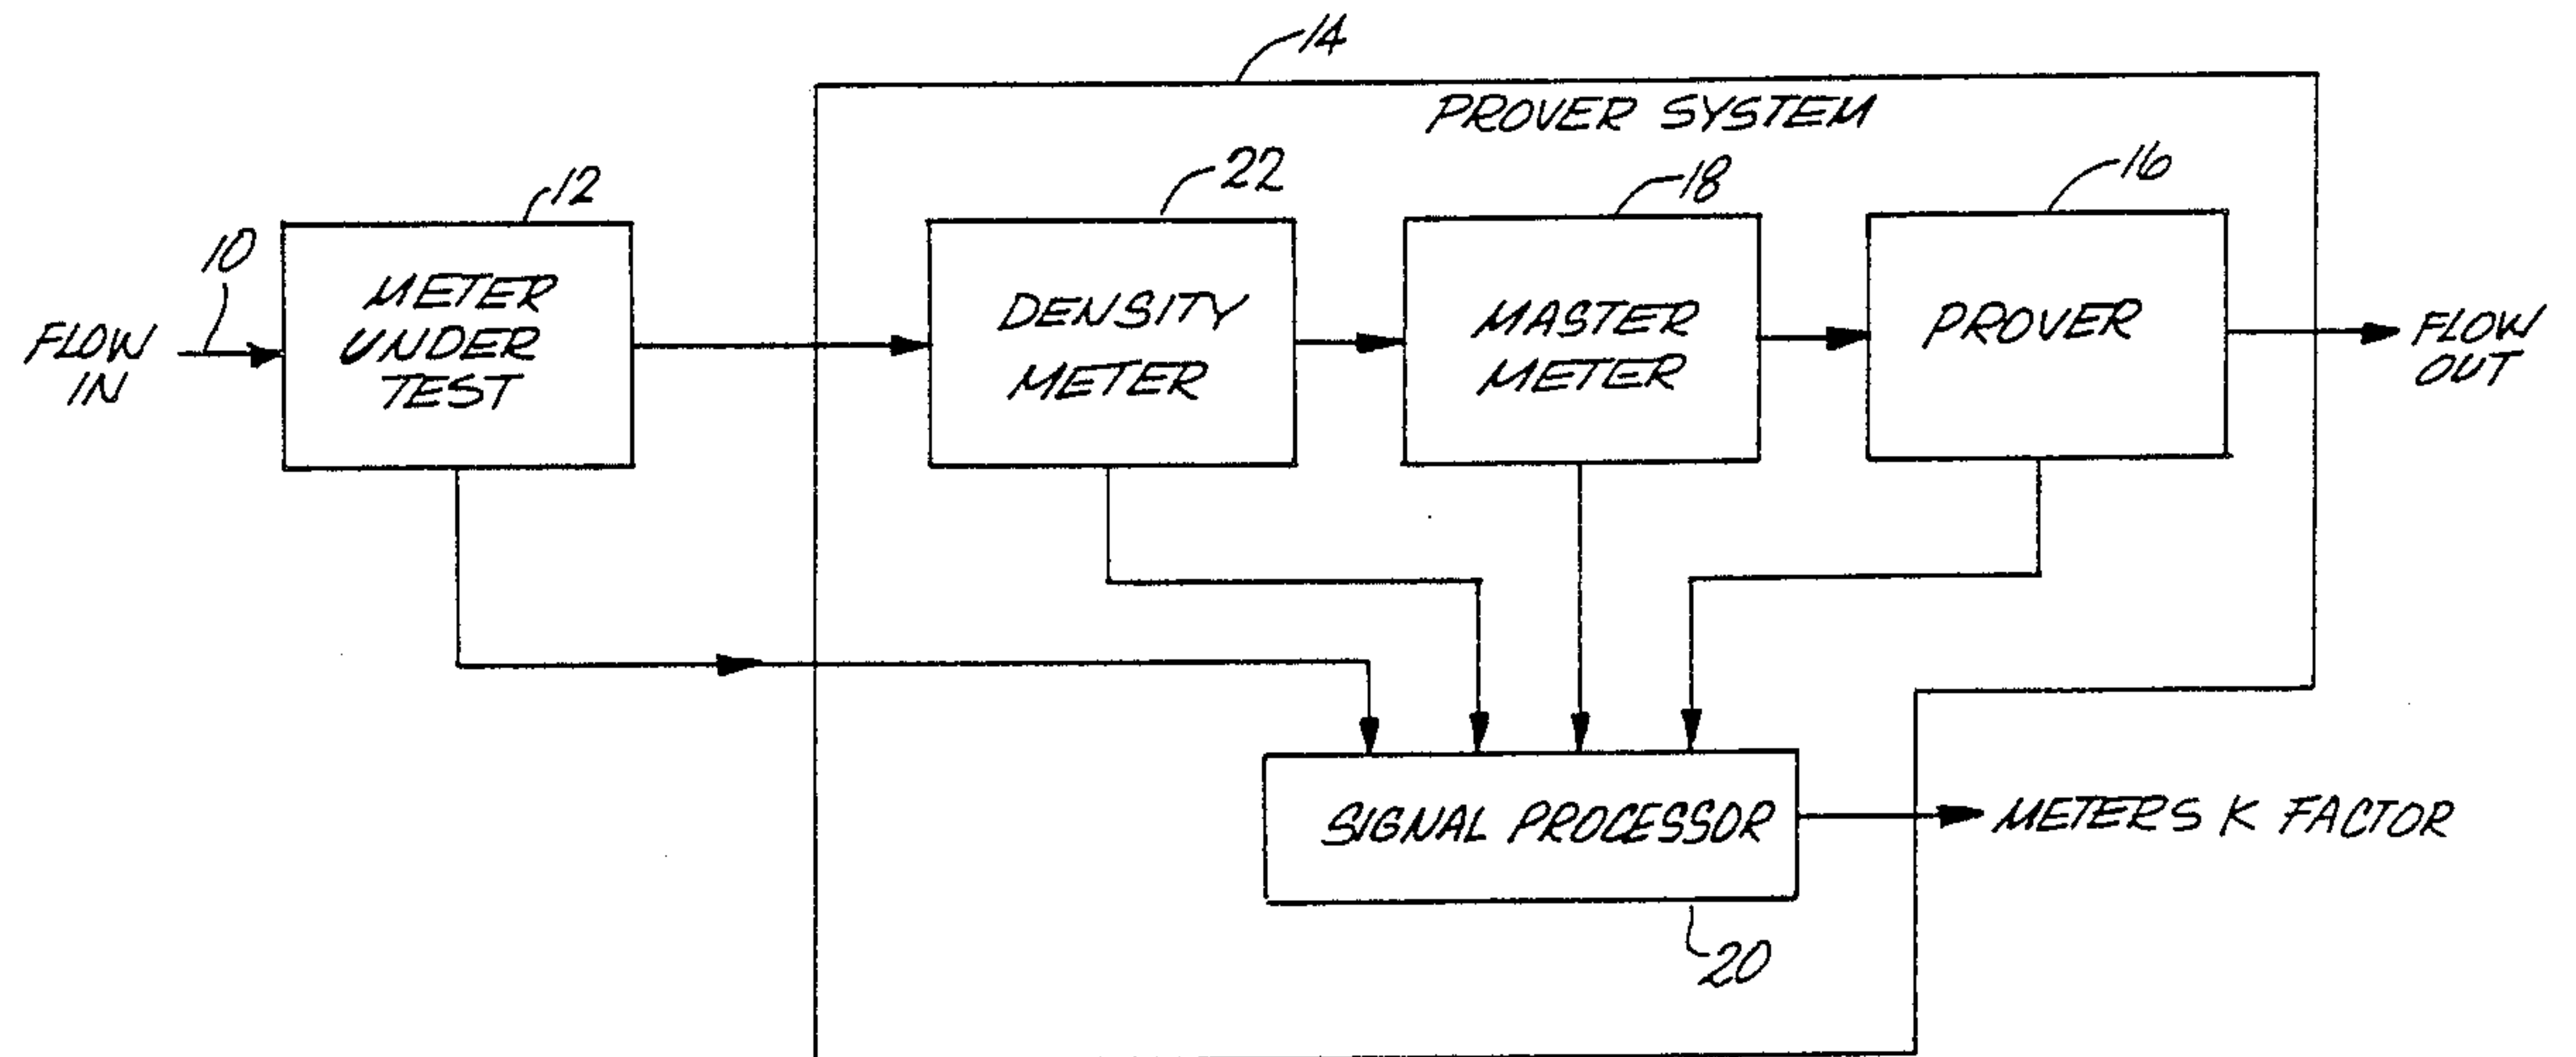 14
PROVER SYSTEM
12
22
18
16
10
FLOW
IN
METER
UNDER
TEST
DENSITY
METER
MASTER
METER
PROVER
FLOW
OUT
SIGNAL PROCESSOR
METERS K FACTOR
20